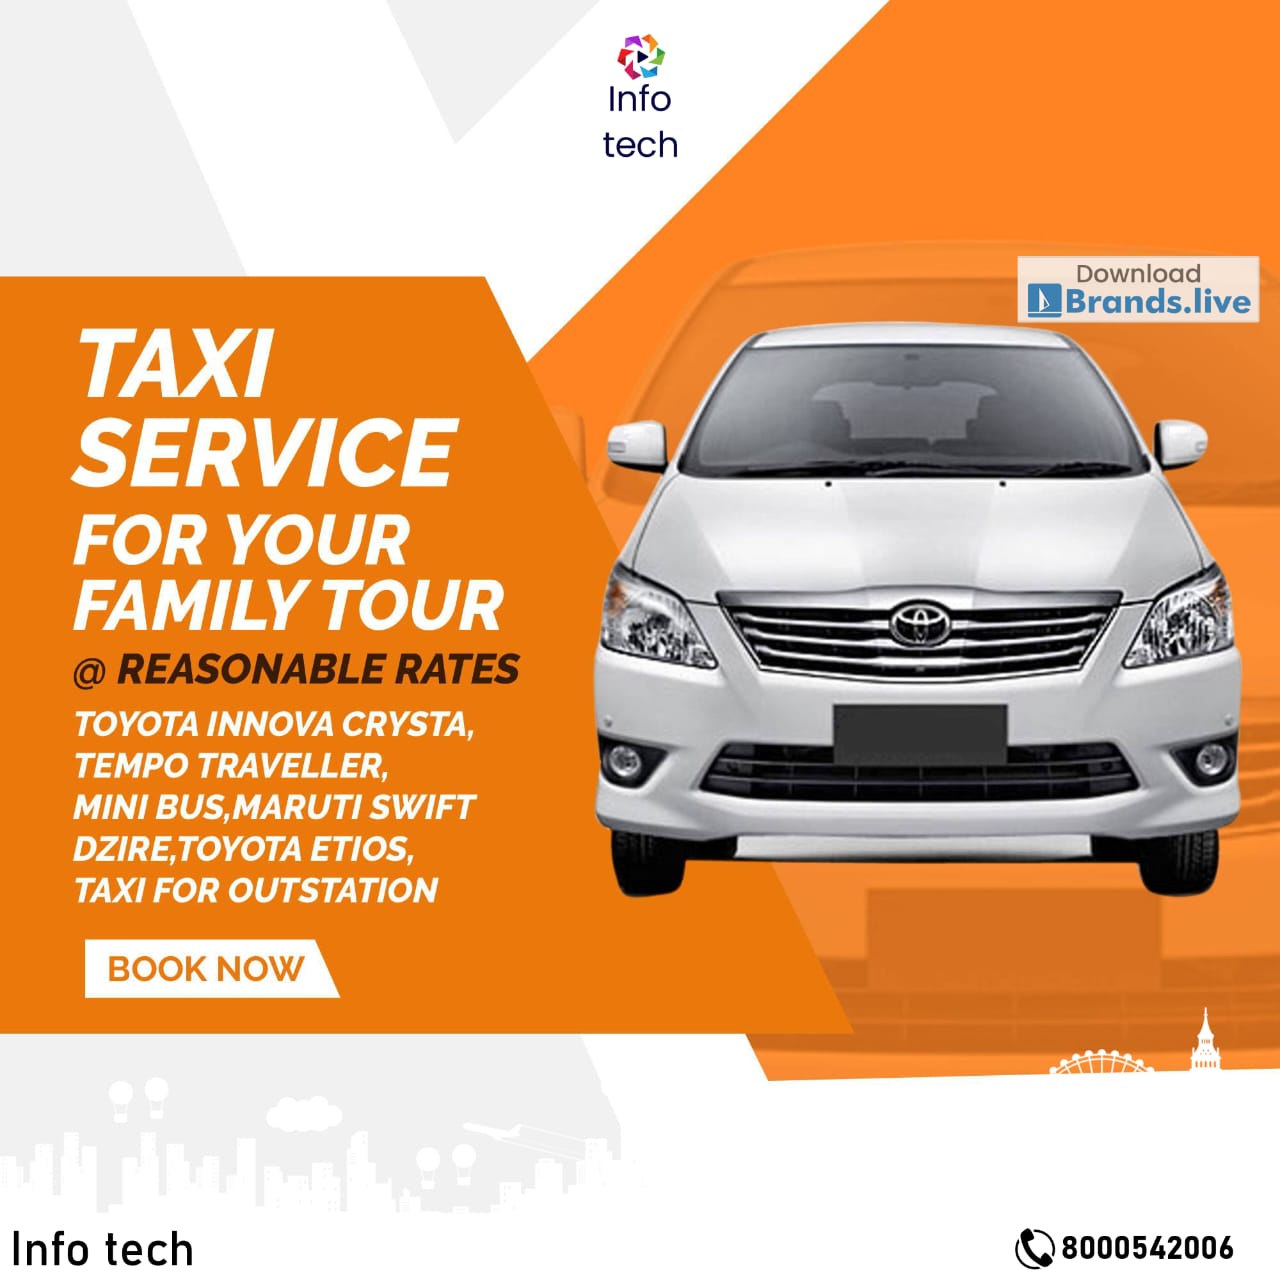 Info
tech
Download
Brands.live
TAXI
SERVICE
FOR YOUR
FAMILY TOUR
@ REASONABLE RATES
TOYOTA INNOVA CRYSTA,
TEMPO TRAVELLER,
MINI BUS,MARUTI SWIFT
DZIRE,TOYOTA ETIOS,
TAXI FOR OUTSTATION
BOOK NOW
Info tech
8000542006